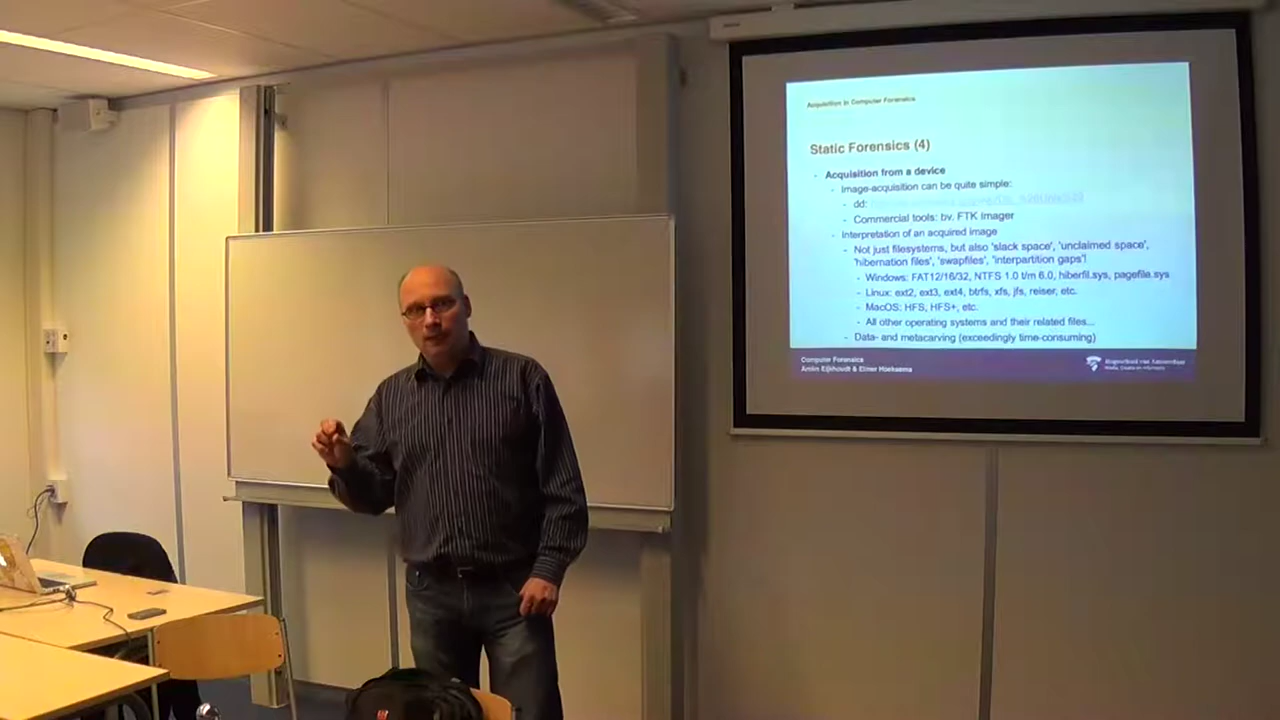 Acquisition in Computer Forensics
Static Forensics (4)
- Acquisition from a device
- Image-acquisition can be quite simple:
- dd:
- Commercial tools: bv. FTK Imager
- Interpretation of an acquired image
- Not just filesystems, but also 'slack space', 'unclaimed space',
'hibernation files', 'swapfiles', 'interpartition gaps'!
- Windows: FAT12/16/32, NTFS 1.0 t/m 6.0, hiberfil.sys, pagefile.sys
- Linux: ext2, ext3, ext4, btrfs, xfs, jfs, reiser, etc.
- MacOS: HFS, HFS+, etc.
- All other operating systems and their related files...
- Data- and metacarving (exceedingly time-consuming)
Computer Forensics
Arnim Eijkhoudt & Elmer Hoeksema
Hogeschool van Amsterdam